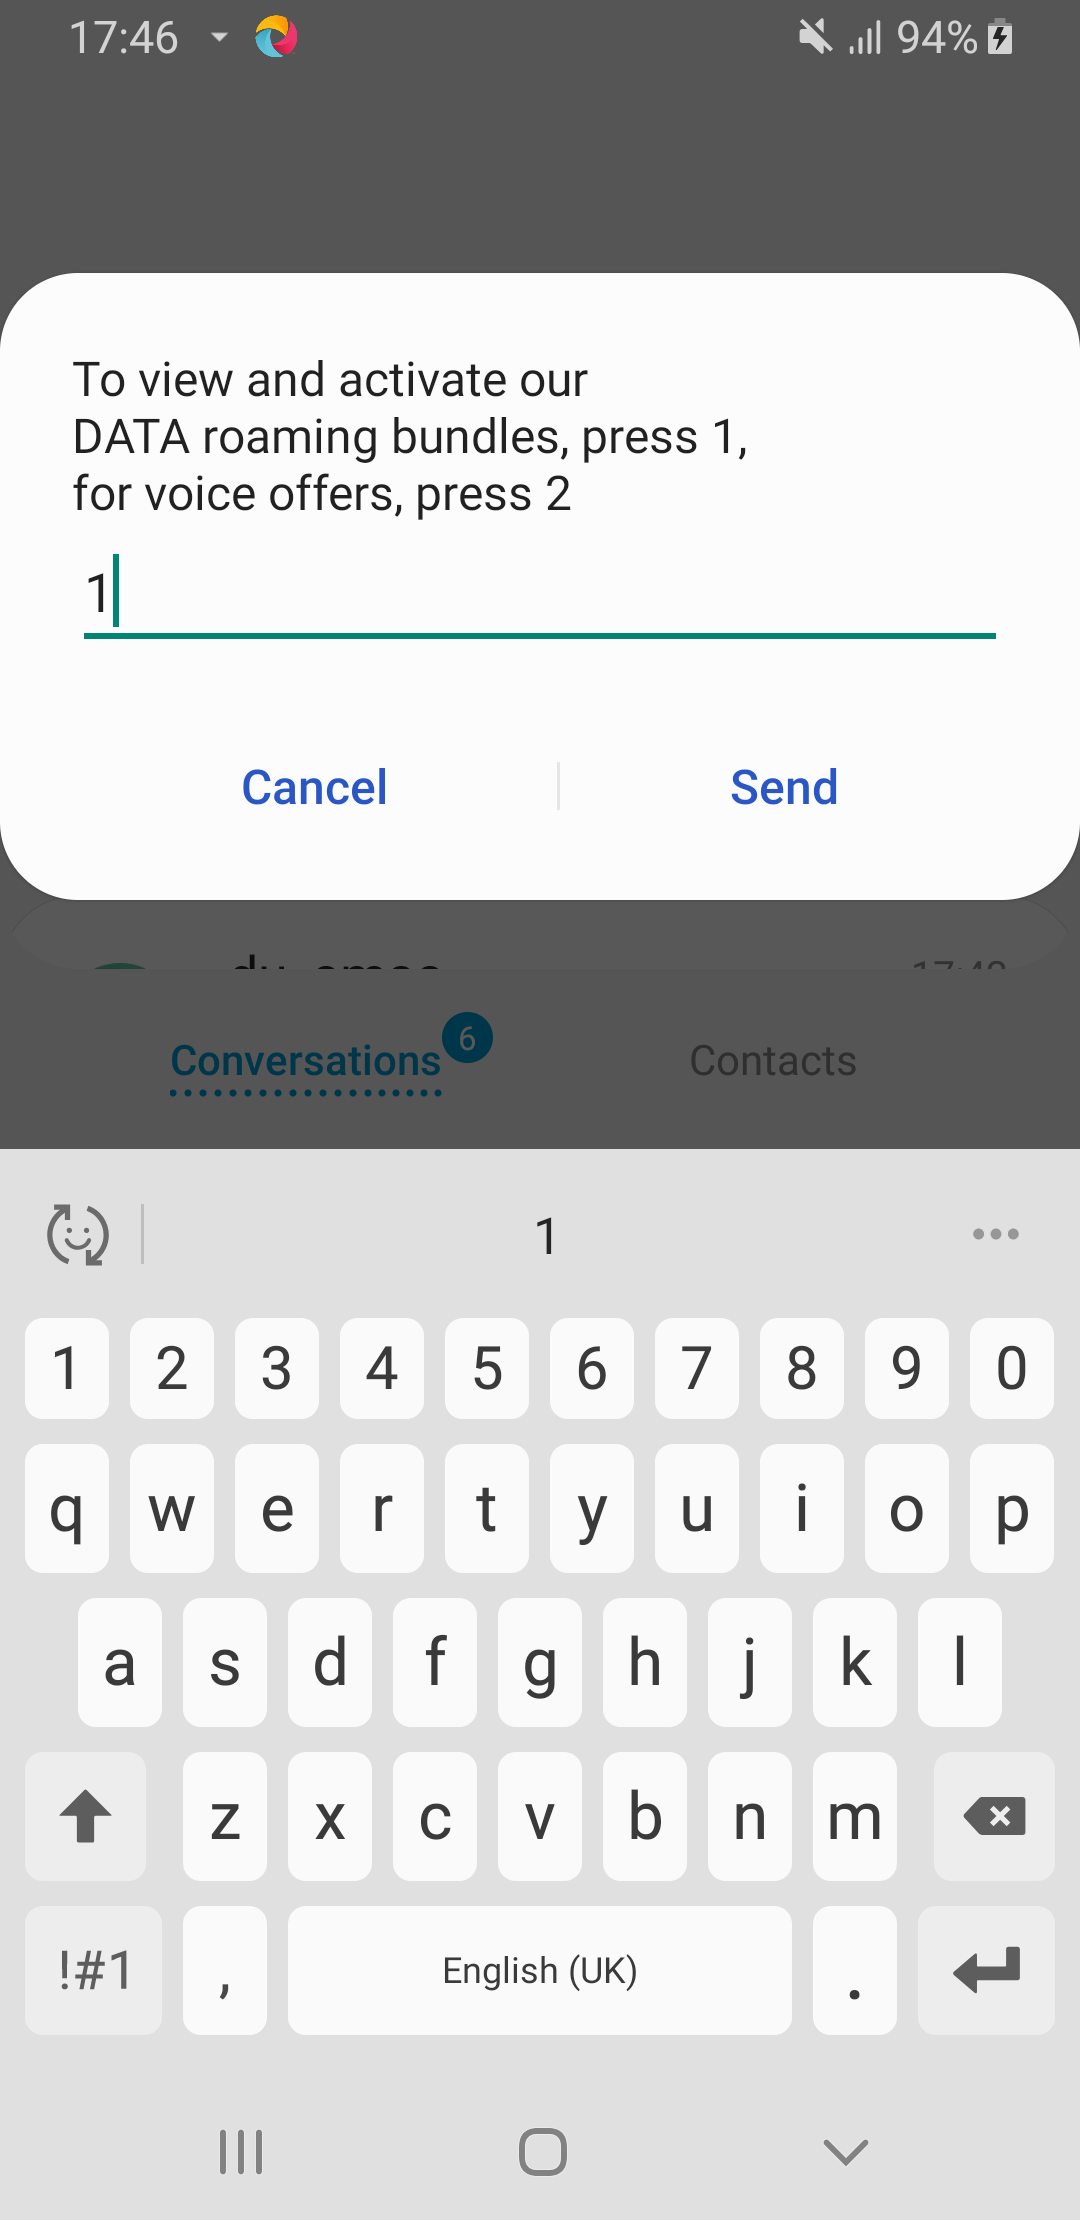 17:46
94%
To view and activate our
DATA roaming bundles, press 1,
for voice offers, press 2
1
Cancel
Send
Conversations
6
Contacts
1
1 2 3 4 5 6 7 8 9 0
q w e r t y u i o p
a s d f g h j k l
z x c v b n m
!#1 , English (UK) .